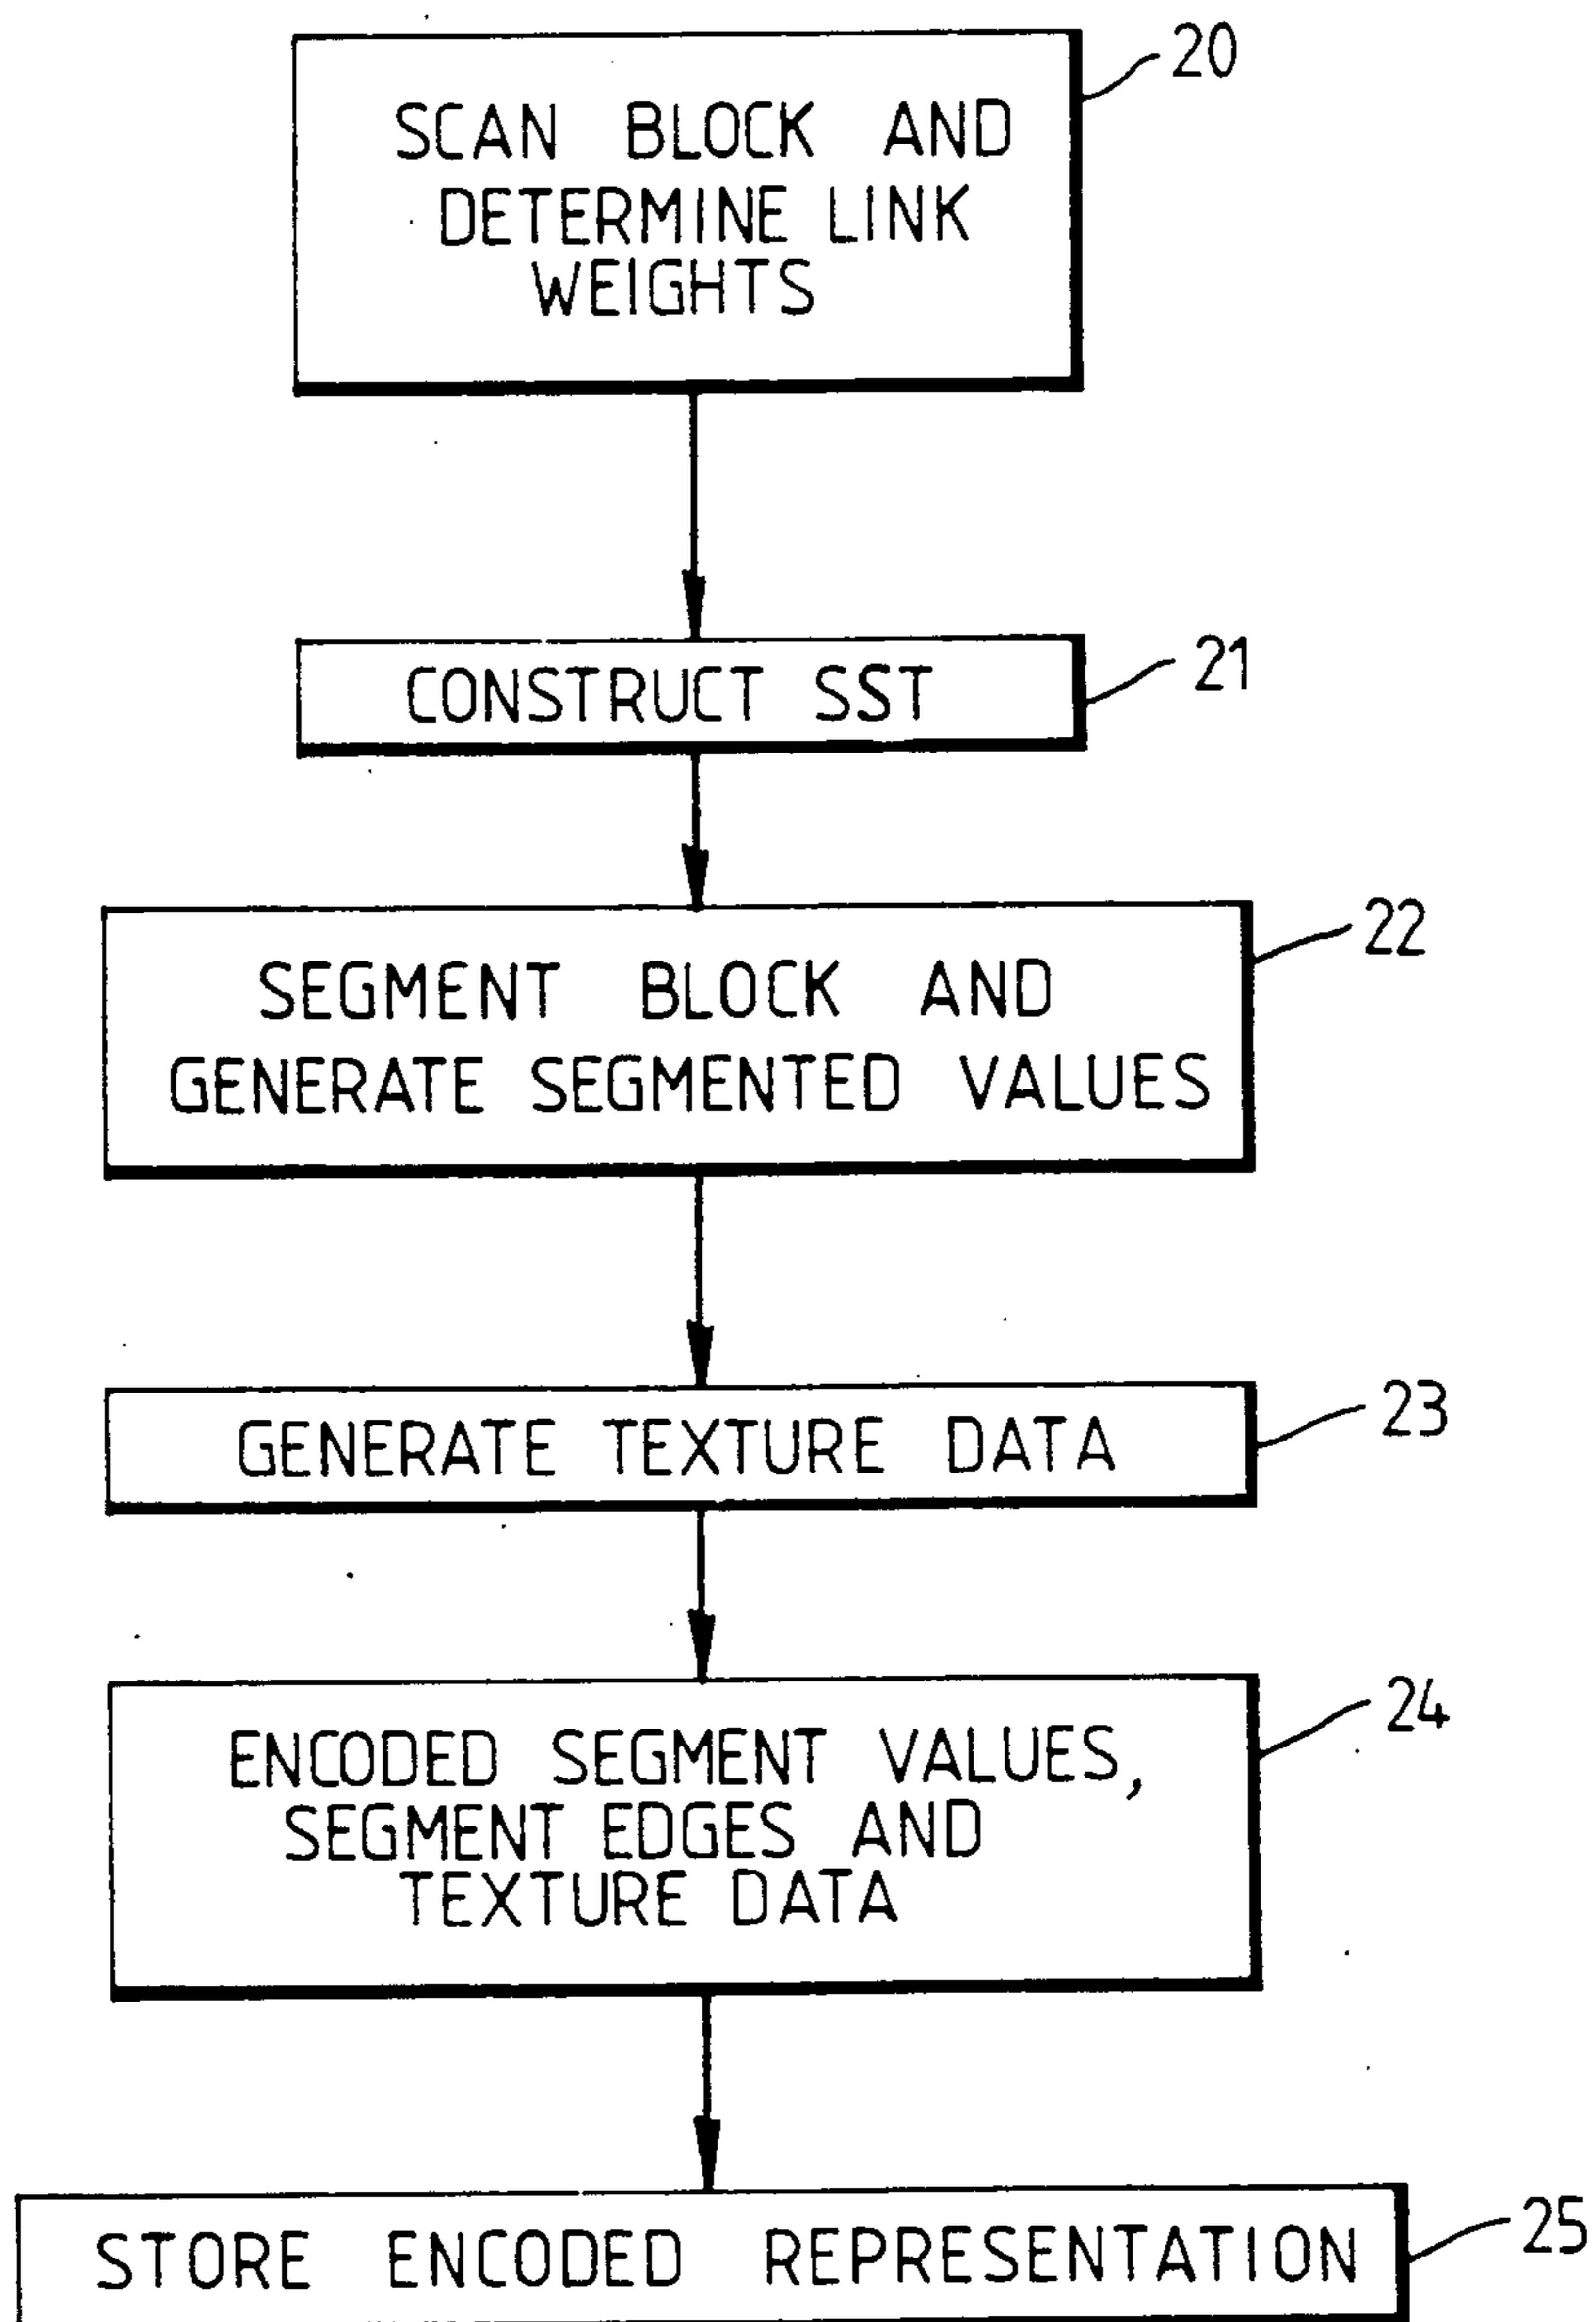 20
SCAN BLOCK AND
DETERMINE LINK
WEIGHTS
21
CONSTRUCT SST
22
SEGMENT BLOCK AND
GENERATE SEGMENTED VALUES
23
GENERATE TEXTURE DATA
24
ENCODED SEGMENT VALUES,
SEGMENT EDGES AND
TEXTURE DATA
25
STORE ENCODED REPRESENTATION